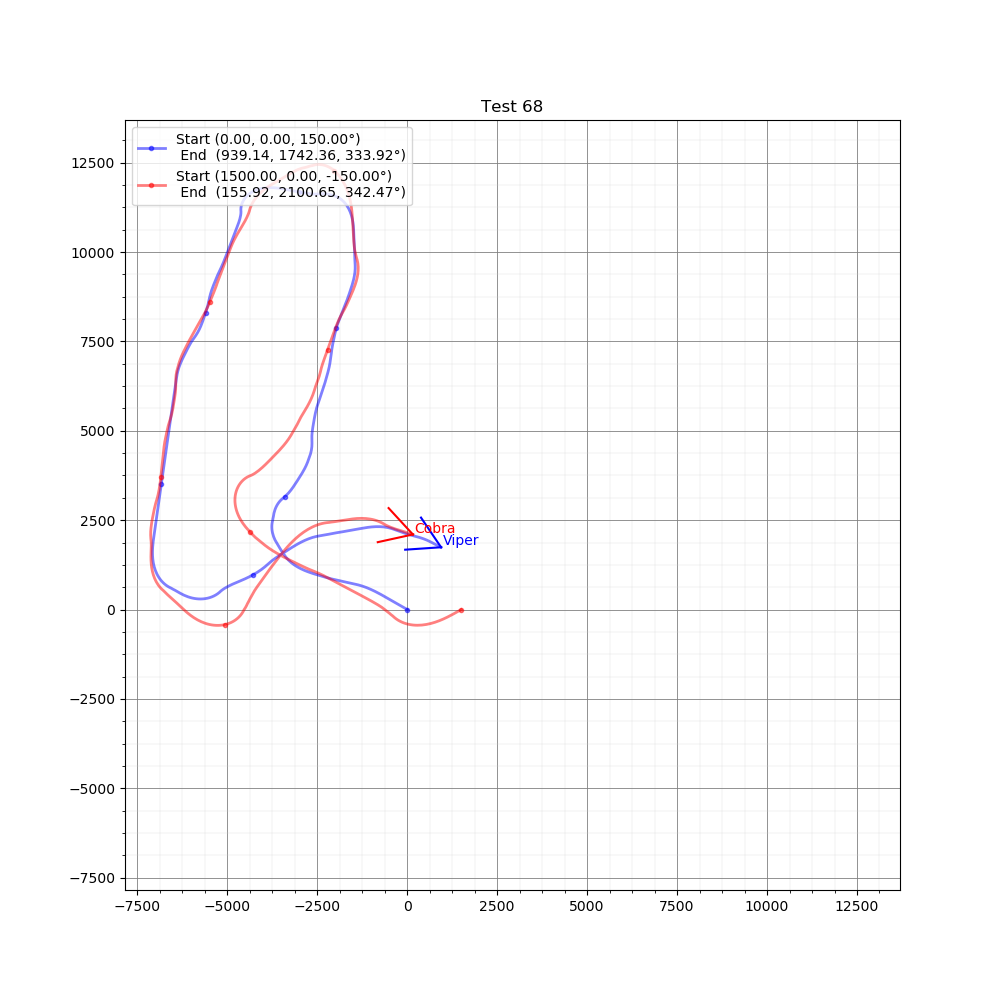 Test 68
Start (0.00, 0.00, 150.00°)
End  (939.14, 1742.36, 333.92°)
Start (1500.00, 0.00, -150.00°)
End  (155.92, 2100.65, 342.47°)
12500
10000
7500
5000
2500
0
−2500
−5000
−7500
Cobra
Viper
−7500 −5000 −2500 0 2500 5000 7500 10000 12500